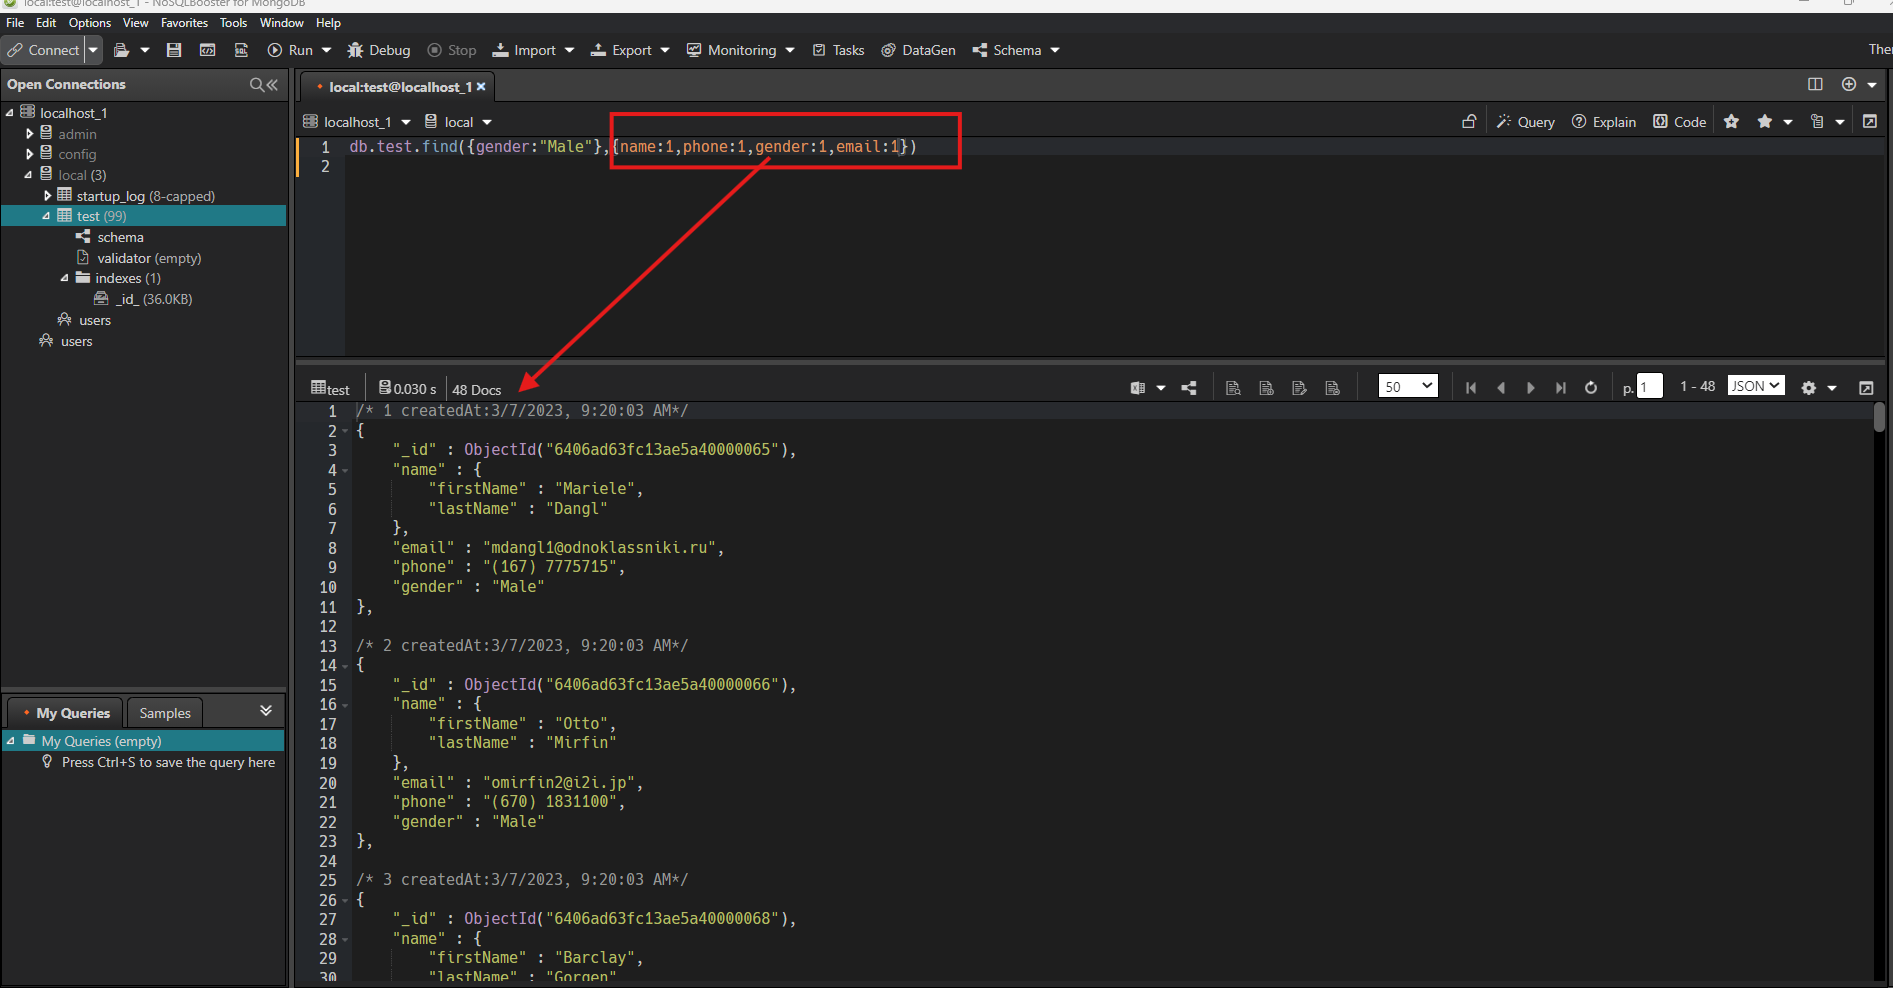 local:test@localhost_1 - NoSQLBooster for MongoDB
File Edit Options View Favorites Tools Window Help
Connect Run Debug Stop Import Export Monitoring Tasks DataGen Schema
Open Connections
localhost_1
admin
config
local (3)
startup_log (8-capped)
test (99)
schema
validator (empty)
indexes (1)
_id_ (36.0KB)
users
users
My Queries Samples
My Queries (empty)
Press Ctrl+S to save the query here
local:test@localhost_1
localhost_1 local Query Explain Code
1 db.test.find({gender:"Male"},{name:1,phone:1,gender:1,email:1})
2
test 0.030 s 48 Docs 50 p. 1 1 - 48 JSON
1 /* 1 createdAt:3/7/2023, 9:20:03 AM*/
2 {
3 "_id" : ObjectId("6406ad63fc13ae5a40000065"),
4 "name" : {
5 "firstName" : "Mariele",
6 "lastName" : "Dangl"
7 },
8 "email" : "mdangl1@odnoklassniki.ru",
9 "phone" : "(167) 7775715",
10 "gender" : "Male"
11 },
12
13 /* 2 createdAt:3/7/2023, 9:20:03 AM*/
14 {
15 "_id" : ObjectId("6406ad63fc13ae5a40000066"),
16 "name" : {
17 "firstName" : "Otto",
18 "lastName" : "Mirfin"
19 },
20 "email" : "omirfin2@i2i.jp",
21 "phone" : "(670) 1831100",
22 "gender" : "Male"
23 },
24
25 /* 3 createdAt:3/7/2023, 9:20:03 AM*/
26 {
27 "_id" : ObjectId("6406ad63fc13ae5a40000068"),
28 "name" : {
29 "firstName" : "Barclay",
30 "lastName" : "Gorgen"